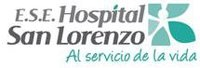 E.S.E. Hospital
San Lorenzo
Al servicio de la vida